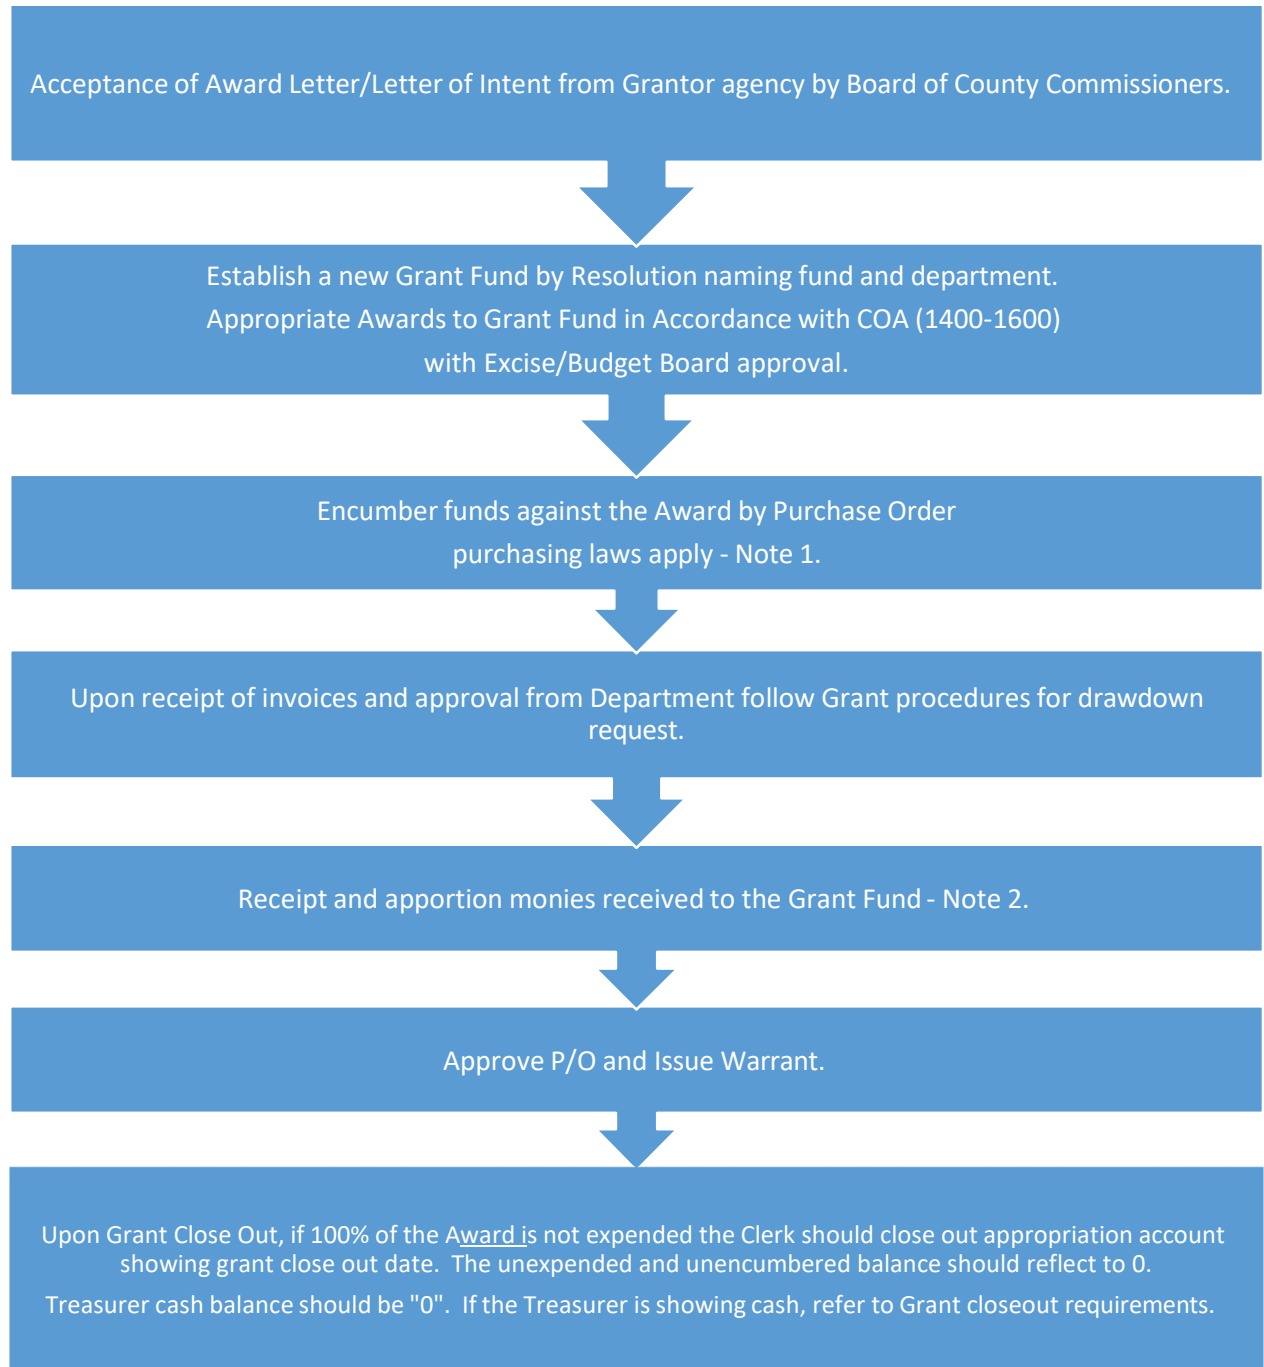 Acceptance of Award Letter/Letter of Intent from Grantor agency by Board of County Commissioners.
Establish a new Grant Fund by Resolution naming fund and department.
Appropriate Awards to Grant Fund in Accordance with COA (1400-1600)
with Excise/Budget Board approval.
Encumber funds against the Award by Purchase Order
purchasing laws apply - Note 1.
Upon receipt of invoices and approval from Department follow Grant procedures for drawdown
request.
Receipt and apportion monies received to the Grant Fund - Note 2.
Approve P/O and Issue Warrant.
Upon Grant Close Out, if 100% of the Award is not expended the Clerk should close out appropriation account
showing grant close out date. The unexpended and unencumbered balance should reflect to 0.
Treasurer cash balance should be "0". If the Treasurer is showing cash, refer to Grant closeout requirements.